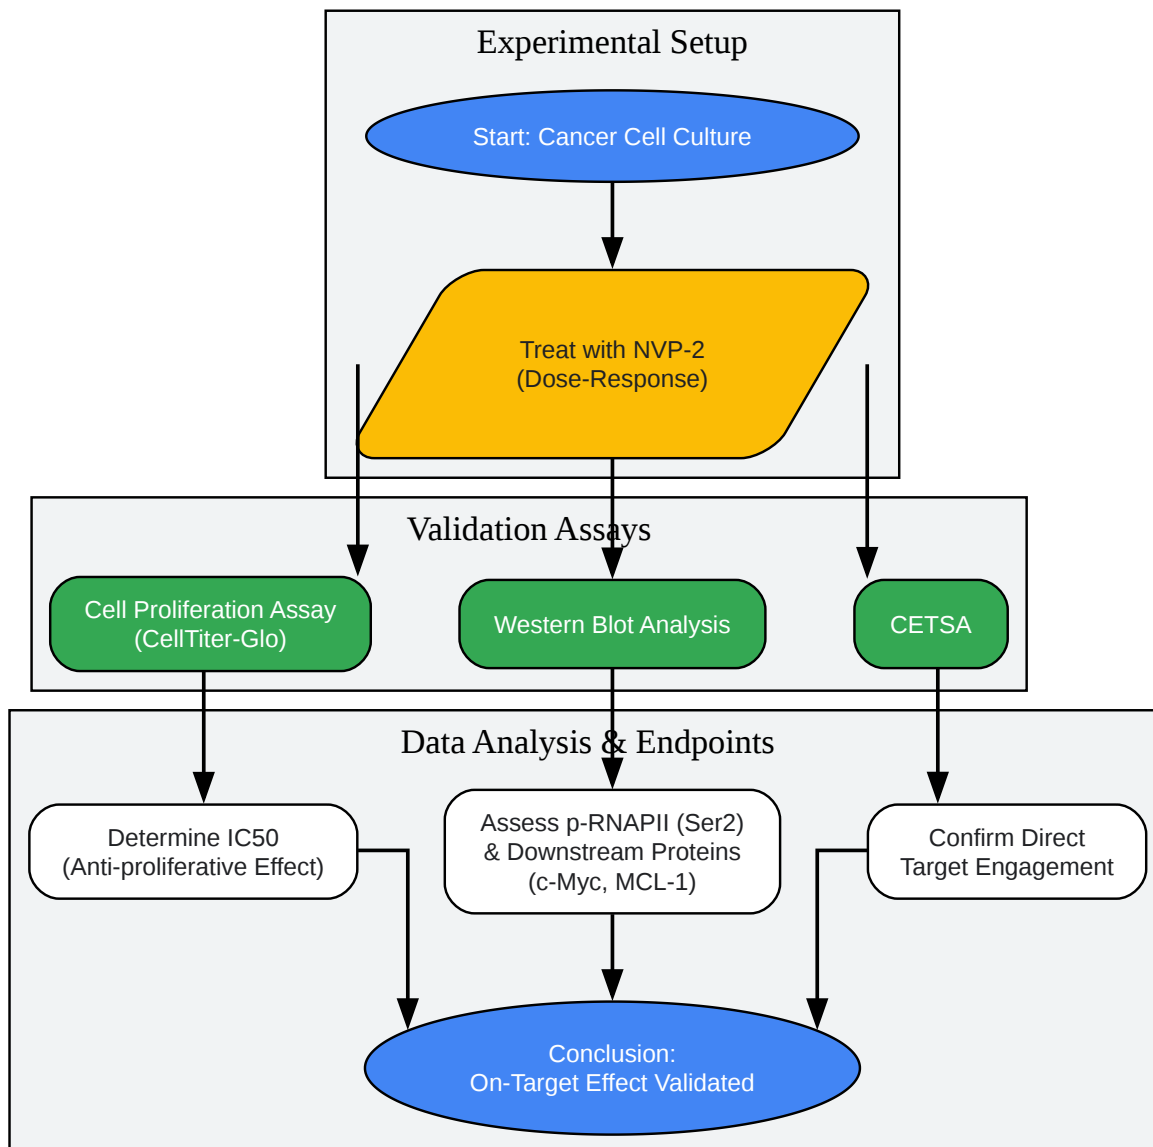 Experimental Setup
Start: Cancer Cell Culture
Treat with NVP-2
(Dose-Response)
Validation Assays
Cell Proliferation Assay
(CellTiter-Glo)
Western Blot Analysis
CETSA
Data Analysis & Endpoints
Determine IC50
(Anti-proliferative Effect)
Assess p-RNAPII (Ser2)
& Downstream Proteins
(c-Myc, MCL-1)
Confirm Direct
Target Engagement
Conclusion:
On-Target Effect Validated